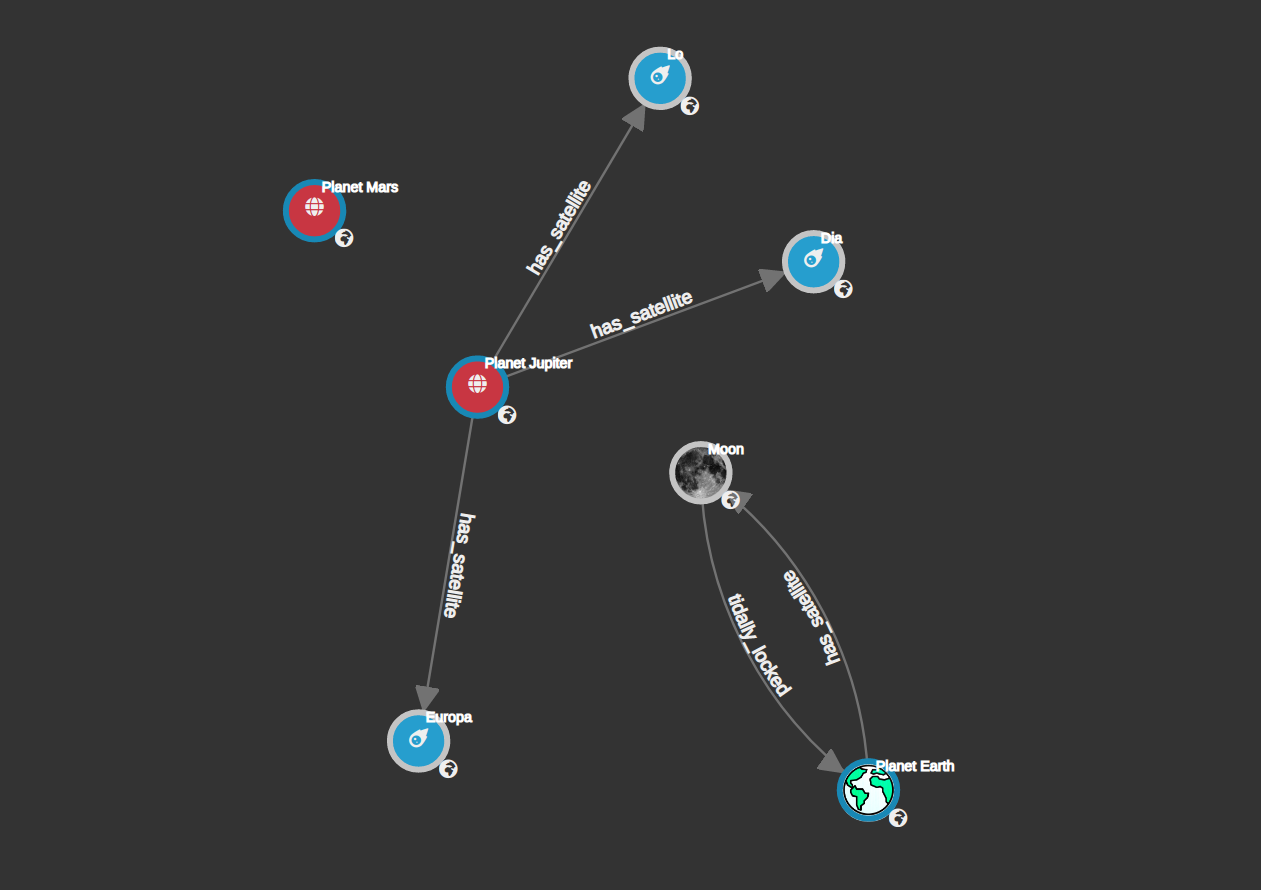 Lo
Planet Mars
has_satellite
Dia
has_satellite
Planet Jupiter
Moon
has_satellite
has_satellite
tidally_locked
Europa
Planet Earth